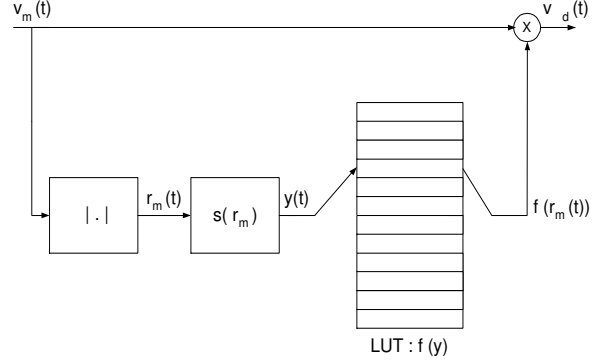 v_m(t)
v_d(t)
X
| . |
r_m(t)
s( r_m )
y(t)
f (r_m(t))
LUT : f (y)